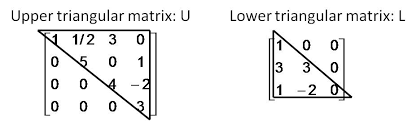 Upper triangular matrix: U
1 1/2 3 0
0 5 0 1
0 0 4 -2
0 0 0 3
Lower triangular matrix: L
1 0 0
3 3 0
1 -2 0